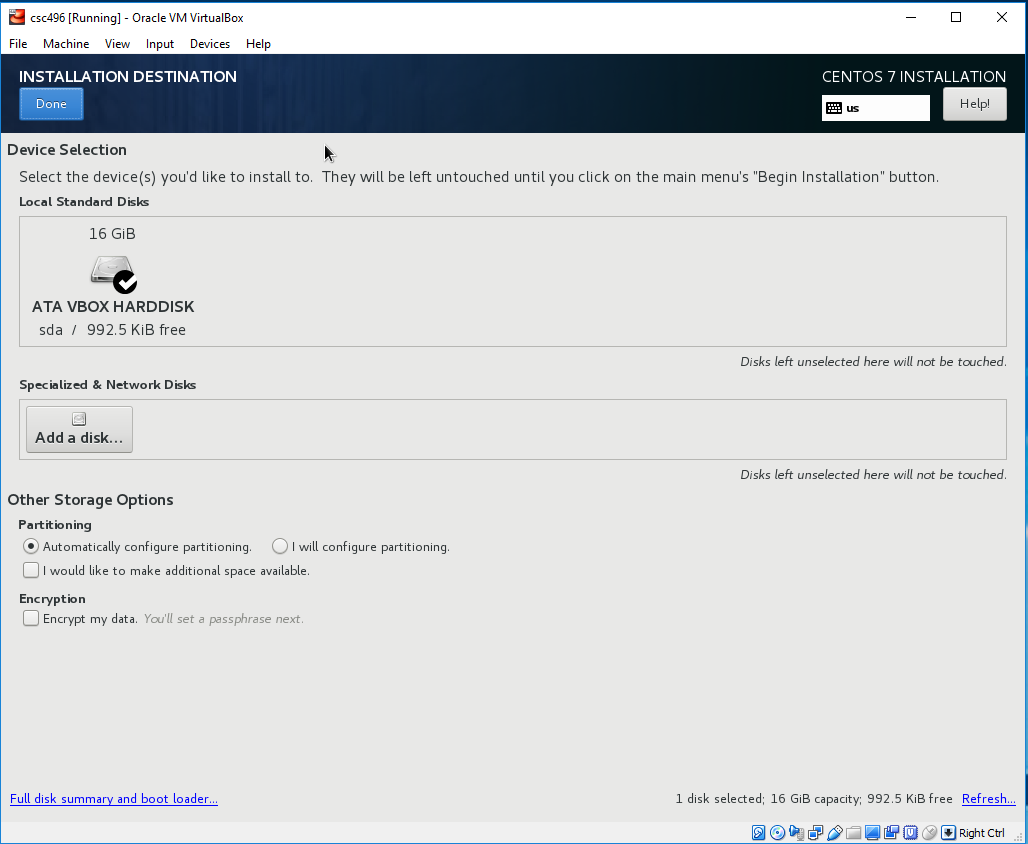 csc496 [Running] - Oracle VM VirtualBox
File Machine View Input Devices Help
INSTALLATION DESTINATION
CENTOS 7 INSTALLATION
Done
us
Help!
Device Selection
Select the device(s) you'd like to install to.  They will be left untouched until you click on the main menu's "Begin Installation" button.
Local Standard Disks
16 GiB
ATA VBOX HARDDISK
sda / 992.5 KiB free
Disks left unselected here will not be touched.
Specialized & Network Disks
Add a disk...
Disks left unselected here will not be touched.
Other Storage Options
Partitioning
Automatically configure partitioning. I will configure partitioning.
I would like to make additional space available.
Encryption
Encrypt my data. You'll set a passphrase next.
Full disk summary and boot loader... 1 disk selected; 16 GiB capacity; 992.5 KiB free Refresh...
Right Ctrl